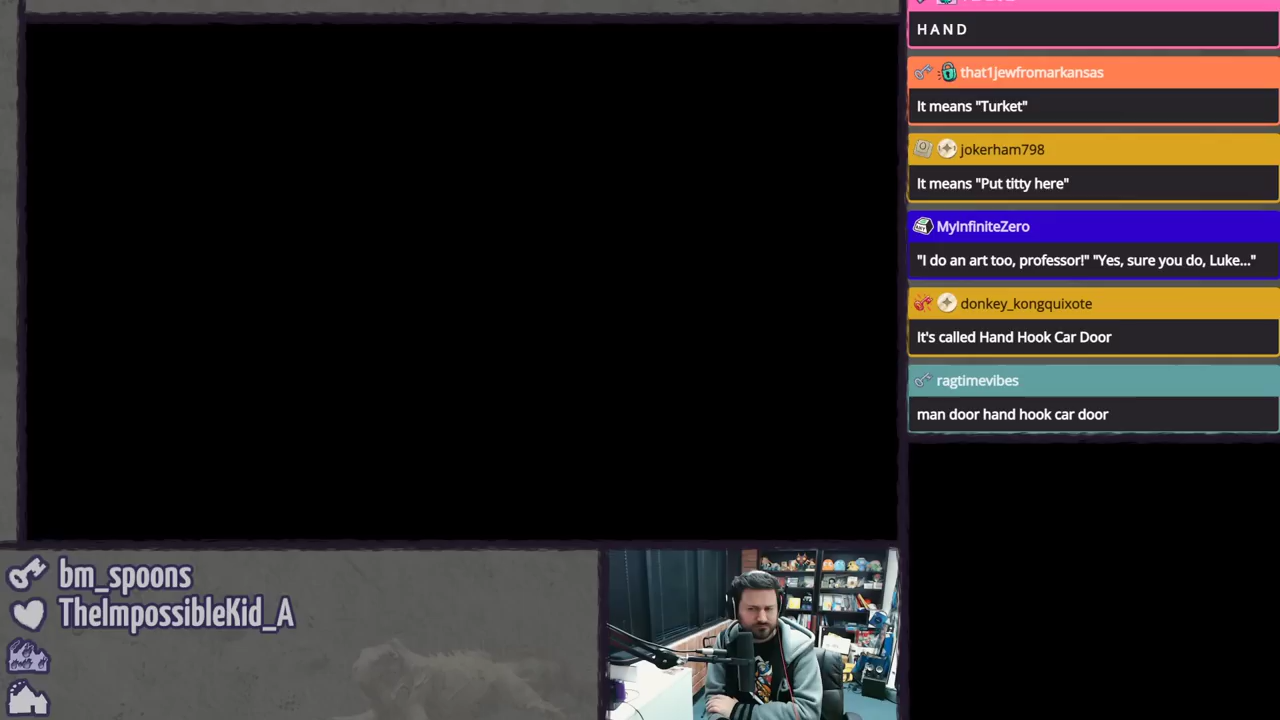 H A N D
that1jewfromarkansas
It means "Turket"
jokerham798
It means "Put titty here"
MyInfiniteZero
"I do an art too, professor!" "Yes, sure you do, Luke..."
donkey_kongquixote
It's called Hand Hook Car Door
ragtimevibes
man door hand hook car door
bm_spoons
TheImpossibleKid_A